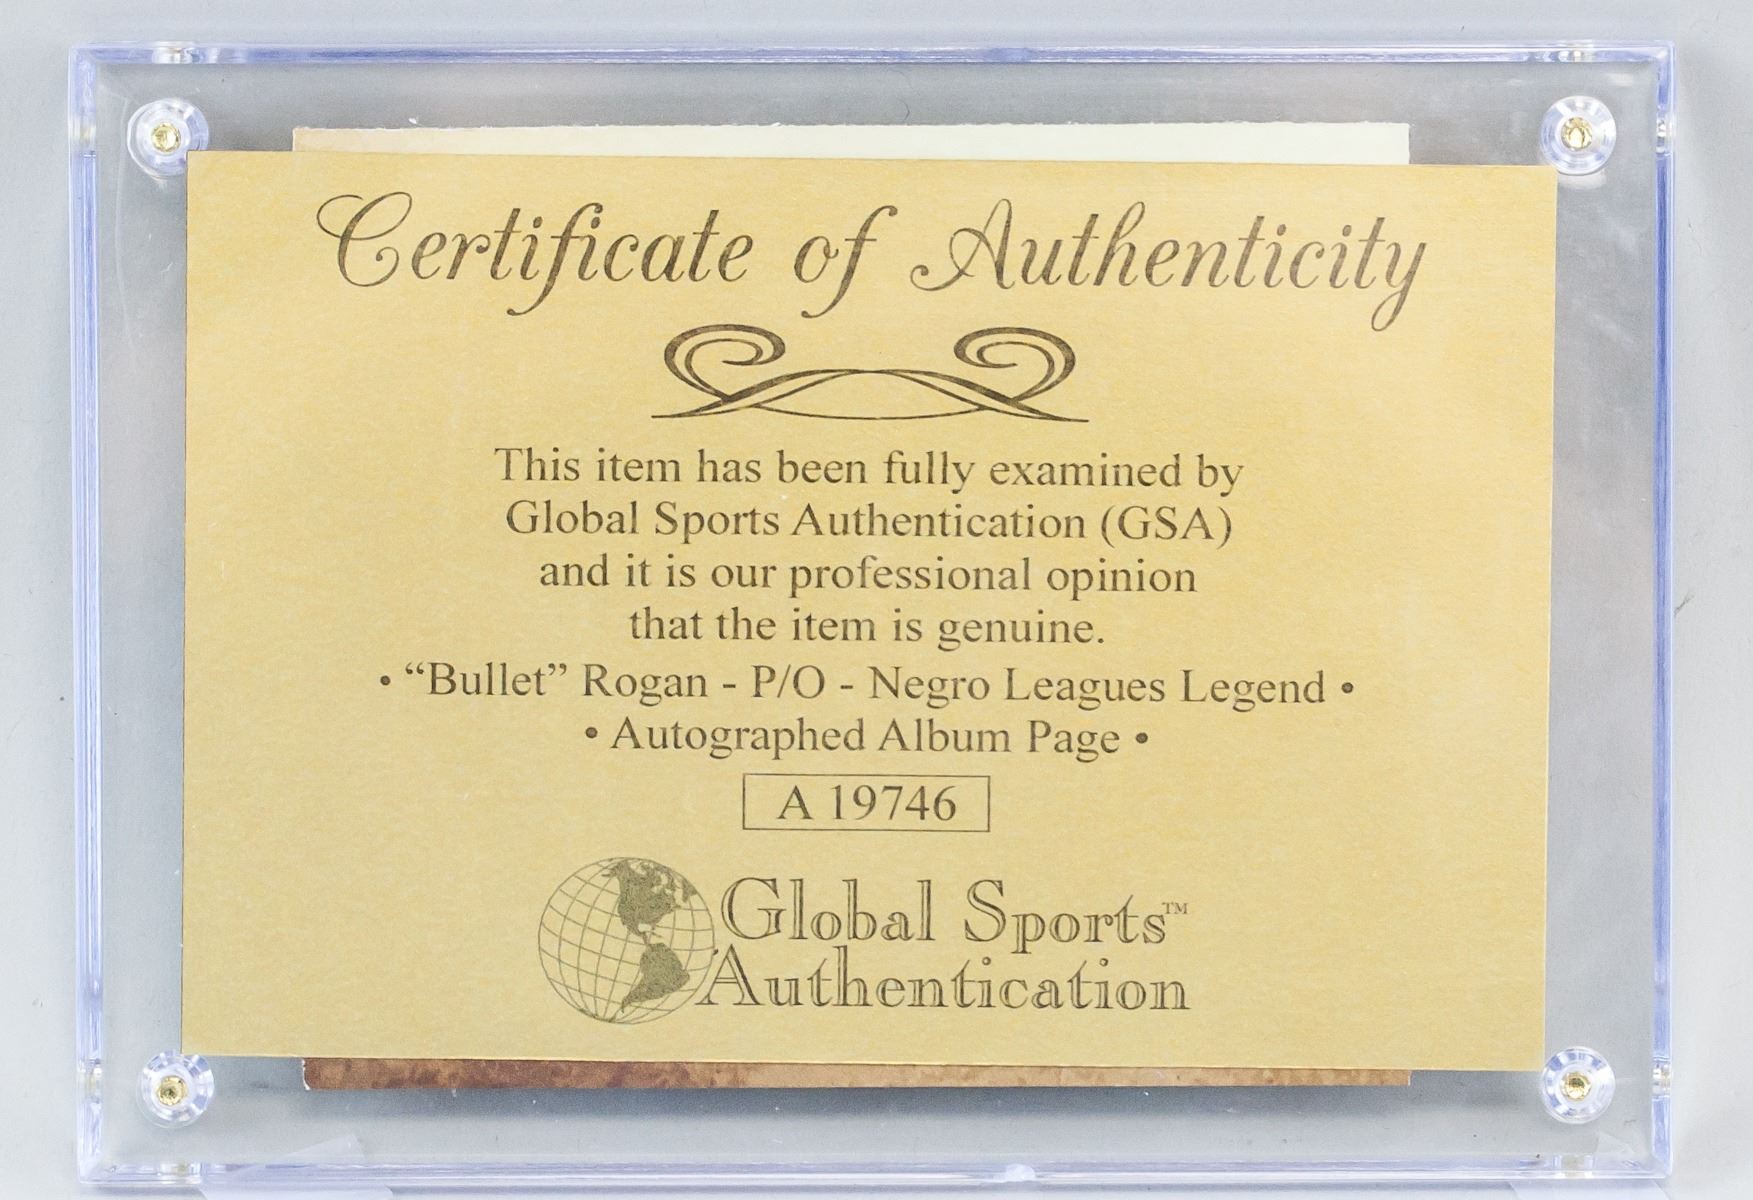 Certificate of Authenticity
This item has been fully examined by
Global Sports Authentication (GSA)
and it is our professional opinion
that the item is genuine.
• “Bullet” Rogan - P/O - Negro Leagues Legend •
• Autographed Album Page •
A 19746
Global Sports™
Authentication